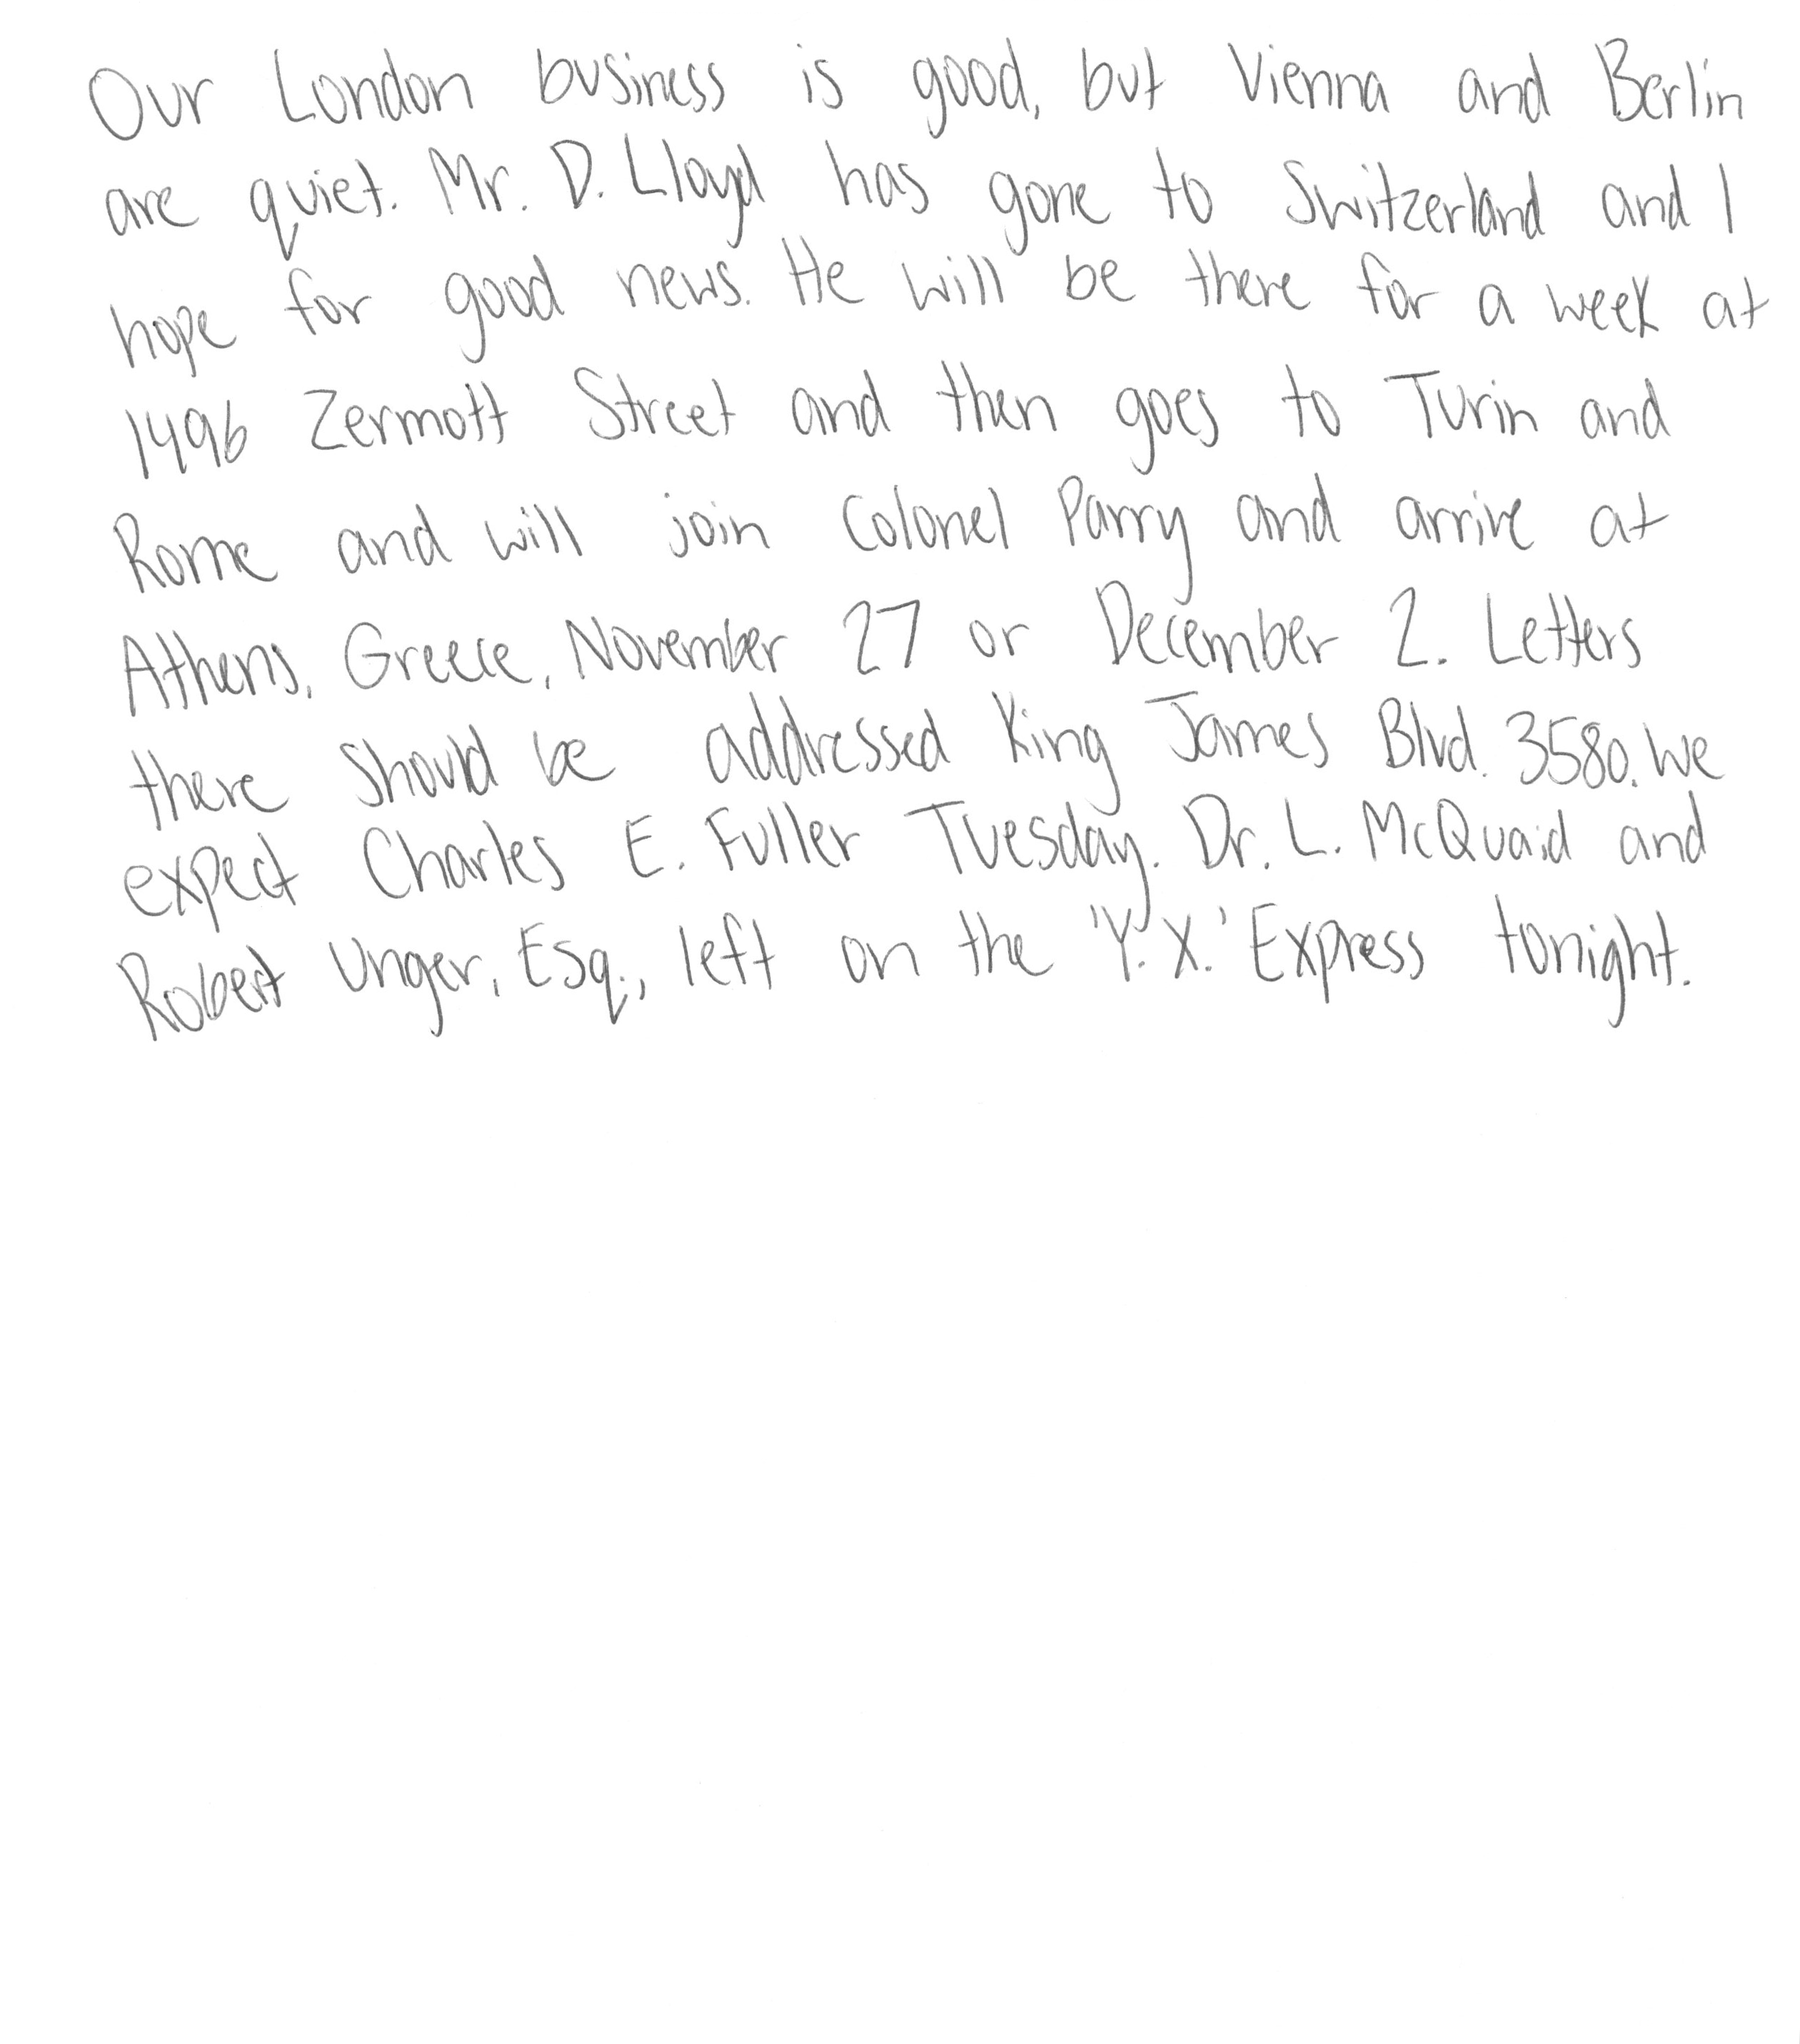 Our London business is good, but Vienna and Berlin
are quiet. Mr. D. Lloyd has gone to Switzerland and I
hope for good news. He will be there for a week at
1496 Zermott Street and then goes to Turin and
Rome and will join Colonel Parry and arrive at
Athens, Greece, November 27 or December 2. Letters
there should be addressed King James Blvd. 3580. We
expect Charles E. Fuller Tuesday. Dr. L. McQuaid and
Robert Unger, Esq., left on the 'Y.X.' Express tonight.